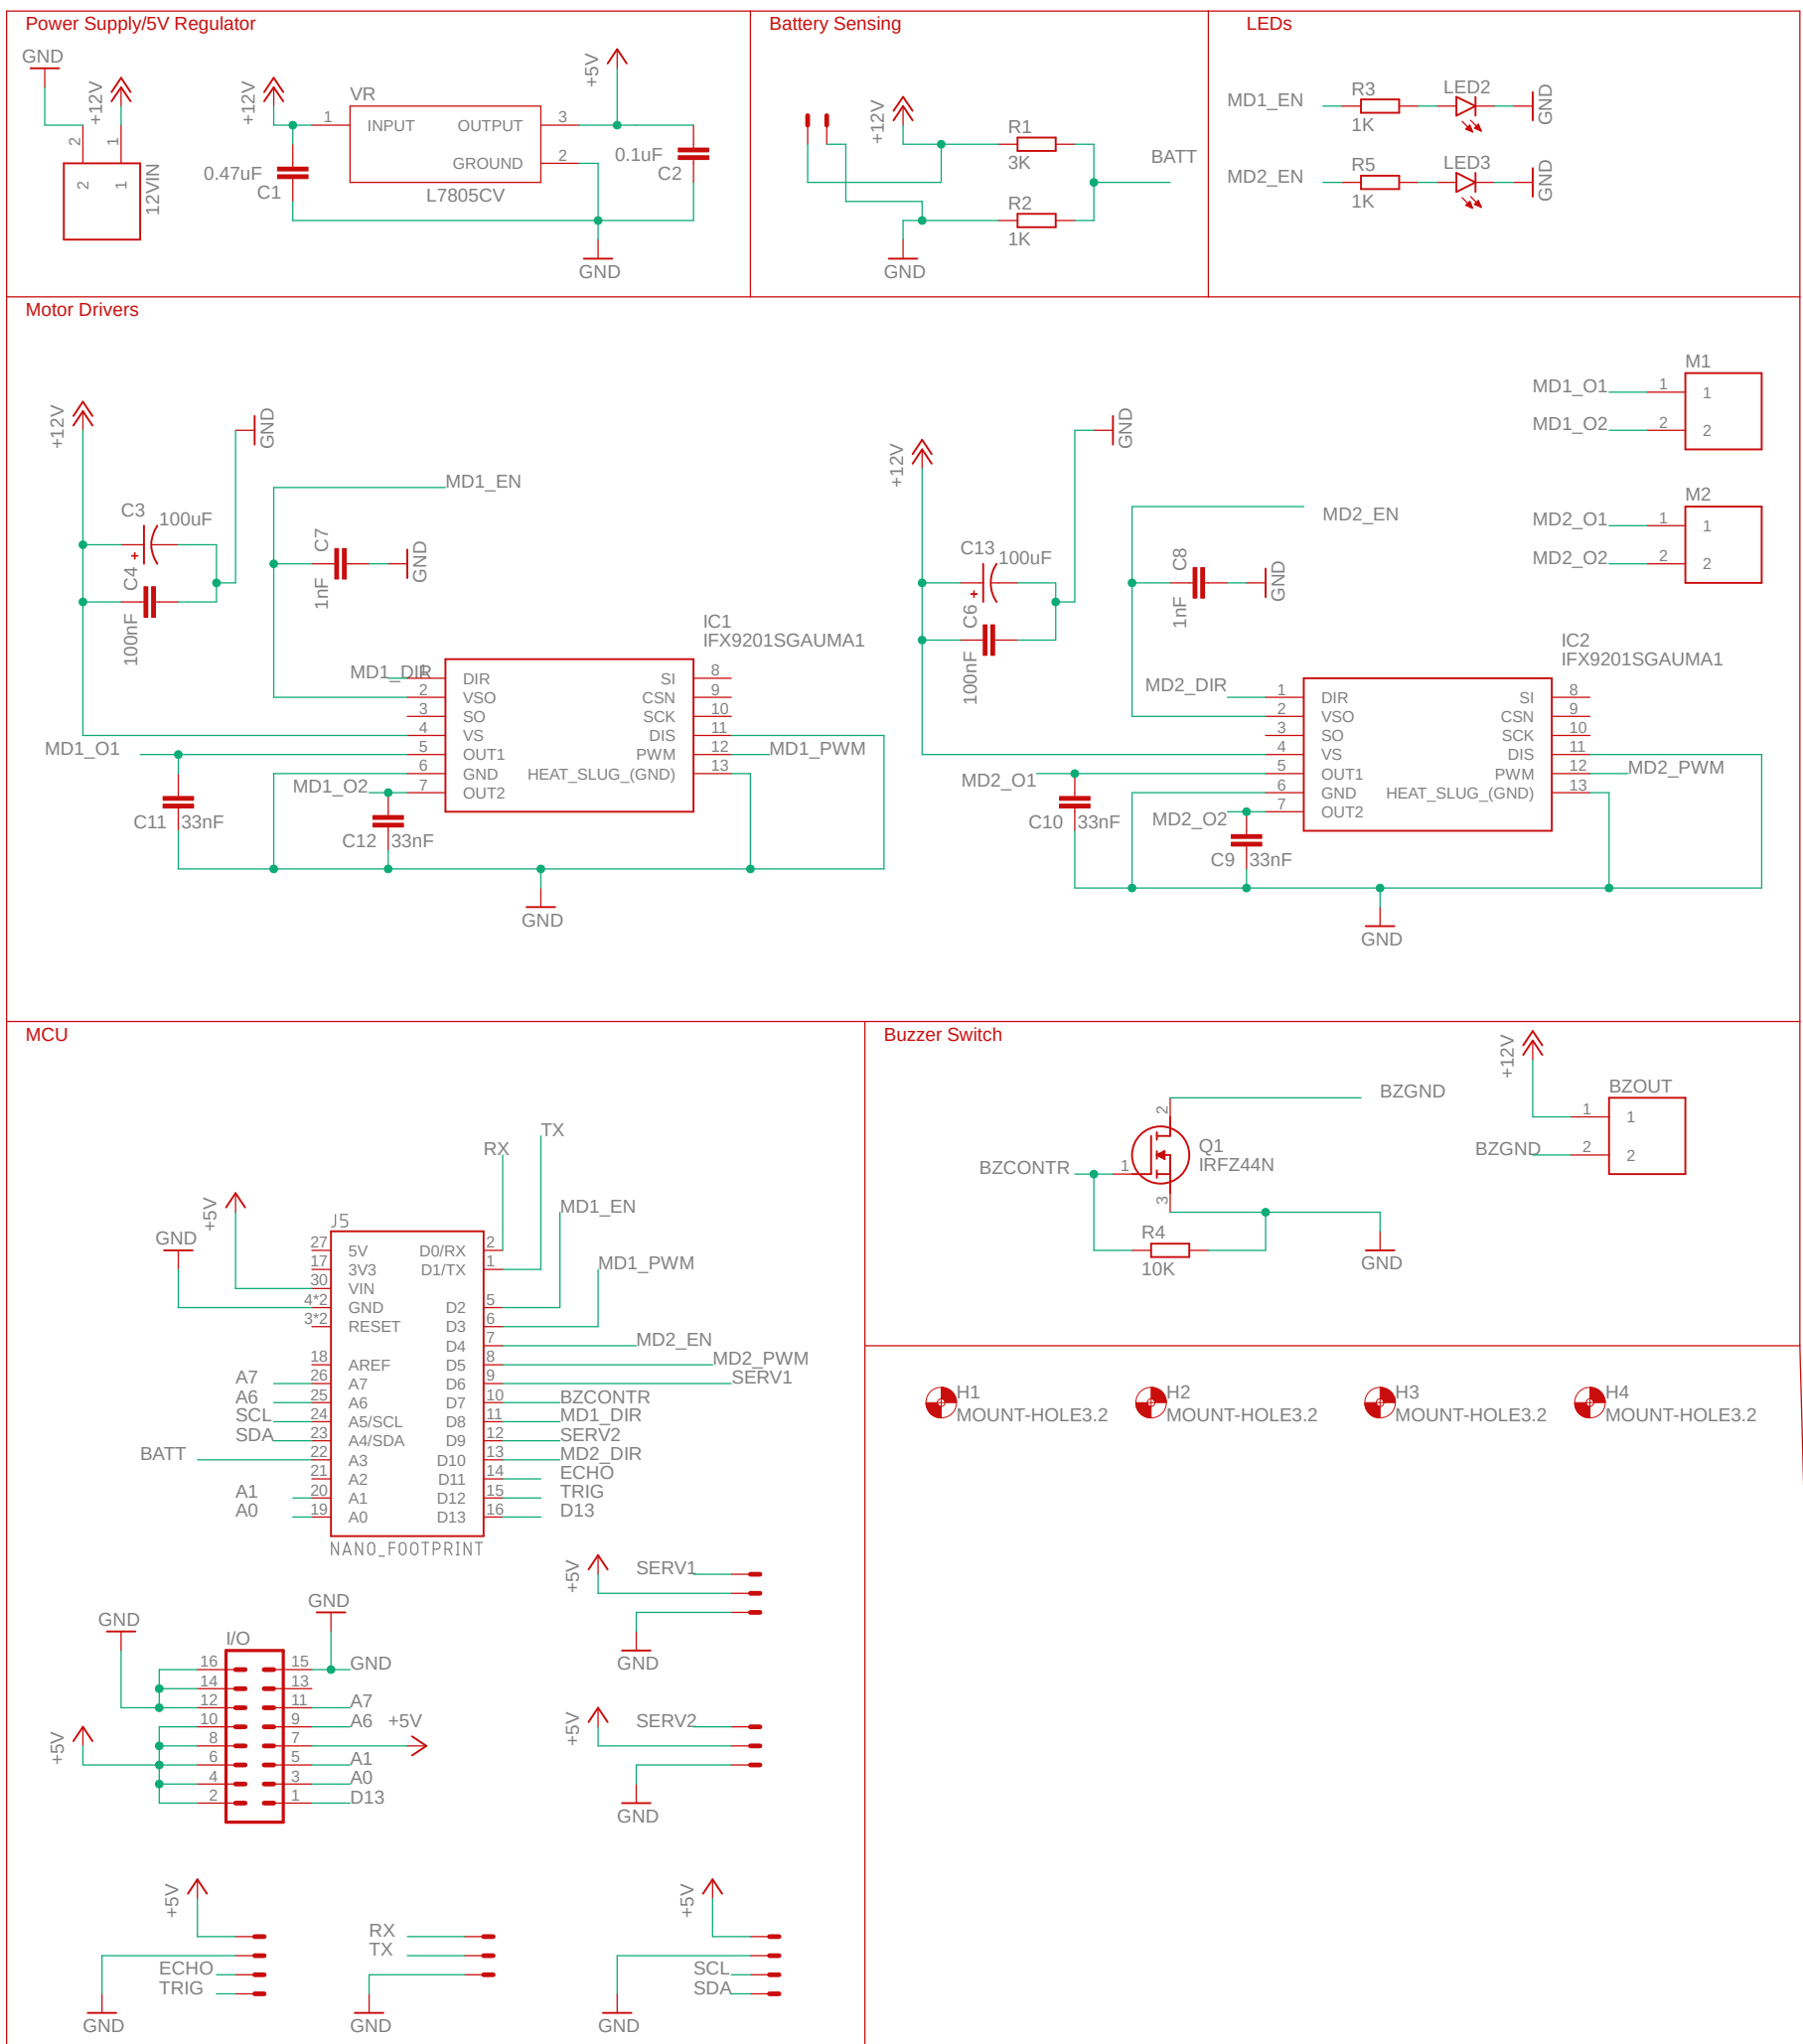 Power Supply/5V Regulator
GND
+12V
2
1
2
1
12VIN
+12V
0.47uF
C1
VR
1
INPUT
OUTPUT
3
GROUND
2
L7805CV
+5V
0.1uF
C2
GND
Battery Sensing
+12V
R1
3K
BATT
R2
1K
GND
LEDs
MD1_EN
R3
1K
LED2
GND
MD2_EN
R5
1K
LED3
GND
Motor Drivers
+12V
GND
C3
100uF
+
C4
100nF
MD1_EN
C7
1nF
GND
IC1
IFX9201SGAUMA1
MD1_DIR
1
DIR
SI
8
2
VSO
CSN
9
3
SO
SCK
10
4
VS
DIS
11
5
OUT1
PWM
12
6
GND
HEAT_SLUG_(GND)
13
7
OUT2
MD1_PWM
MD1_O1
MD1_O2
C11
33nF
C12
33nF
GND
+12V
GND
C13
100uF
+
C6
100nF
MD2_EN
C8
1nF
GND
IC2
IFX9201SGAUMA1
MD2_DIR
1
DIR
SI
8
2
VSO
CSN
9
3
SO
SCK
10
4
VS
DIS
11
5
OUT1
PWM
12
6
GND
HEAT_SLUG_(GND)
13
7
OUT2
MD2_PWM
MD2_O1
MD2_O2
C10
33nF
C9
33nF
GND
M1
MD1_O1
1
1
MD1_O2
2
2
M2
MD2_O1
1
1
MD2_O2
2
2
MCU
RX
TX
MD1_EN
MD1_PWM
+5V
GND
J5
27
5V
D0/RX
2
17
3V3
D1/TX
1
30
VIN
4*2
GND
D2
5
3*2
RESET
D3
6
D4
7
MD2_EN
18
AREF
D5
8
MD2_PWM
A7
26
A7
D6
9
SERV1
A6
25
A6
D7
10
BZCONTR
SCL
24
A5/SCL
D8
11
MD1_DIR
SDA
23
A4/SDA
D9
12
SERV2
BATT
22
A3
D10
13
MD2_DIR
21
A2
D11
14
ECHO
A1
20
A1
D12
15
TRIG
A0
19
A0
D13
16
D13
NANO_FOOTPRINT
+5V
SERV1
GND
GND
GND
I/O
16
15
GND
14
13
12
11
A7
10
9
A6
+5V
8
7
+5V
6
5
A1
4
3
A0
2
1
D13
+5V
SERV2
GND
+5V
ECHO
TRIG
GND
RX
TX
GND
+5V
SCL
SDA
GND
Buzzer Switch
BZGND
2
Q1
IRFZ44N
BZCONTR
1
3
R4
10K
GND
+12V
BZOUT
1
1
BZGND
2
2
H1
MOUNT-HOLE3.2
H2
MOUNT-HOLE3.2
H3
MOUNT-HOLE3.2
H4
MOUNT-HOLE3.2